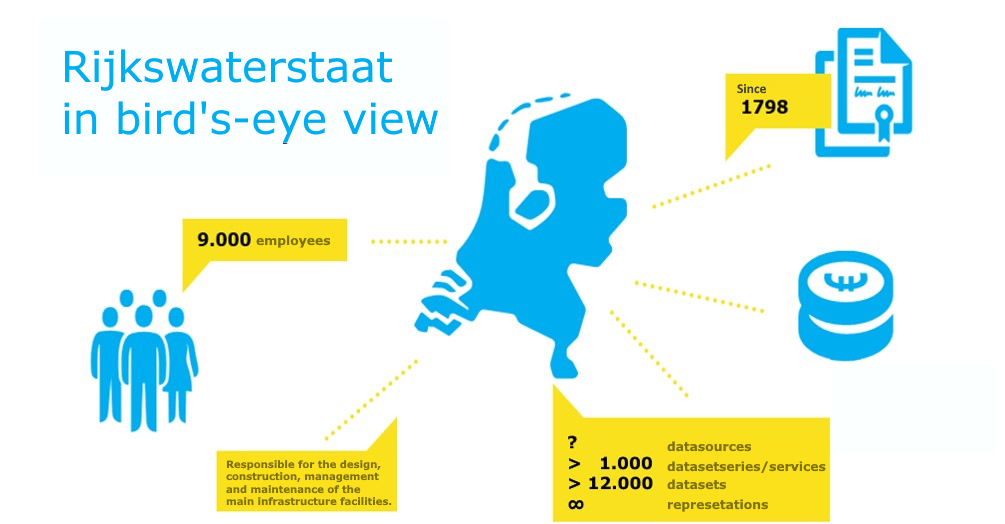 Rijkswaterstaat
in bird's-eye view
Since
1798
9.000 employees
Responsible for the design,
construction, management
and maintenance of the
main infrastructure facilities.
? datasources
> 1.000 datasetseries/services
> 12.000 datasets
∞ represetations